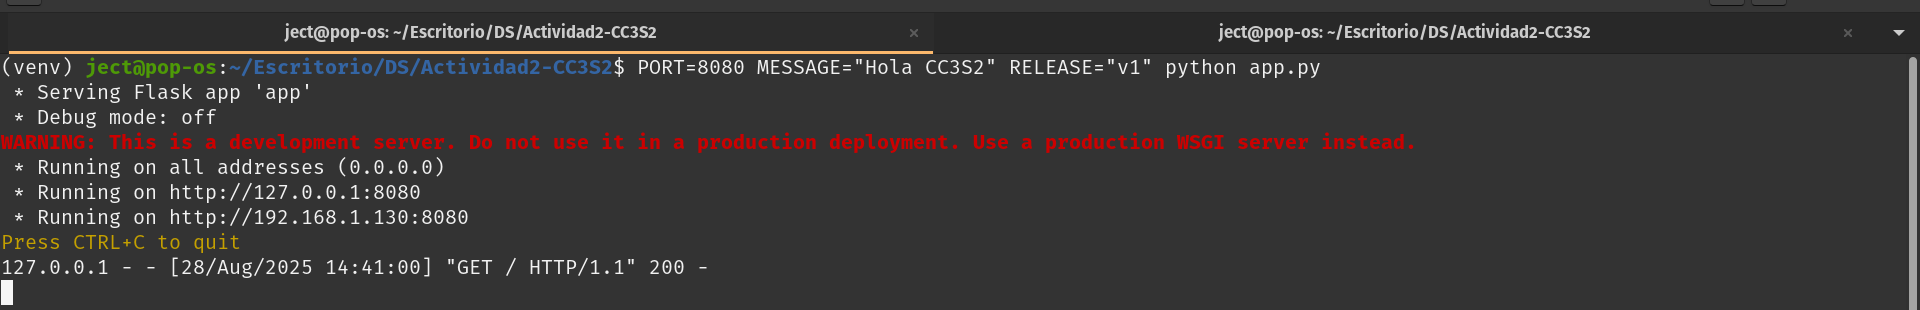 ject@pop-os: ~/Escritorio/DS/Actividad2-CC3S2 × ject@pop-os: ~/Escritorio/DS/Actividad2-CC3S2 ×
(venv) ject@pop-os:~/Escritorio/DS/Actividad2-CC3S2$ PORT=8080 MESSAGE="Hola CC3S2" RELEASE="v1" python app.py
 * Serving Flask app 'app'
 * Debug mode: off
WARNING: This is a development server. Do not use it in a production deployment. Use a production WSGI server instead.
 * Running on all addresses (0.0.0.0)
 * Running on http://127.0.0.1:8080
 * Running on http://192.168.1.130:8080
Press CTRL+C to quit
127.0.0.1 - - [28/Aug/2025 14:41:00] "GET / HTTP/1.1" 200 -